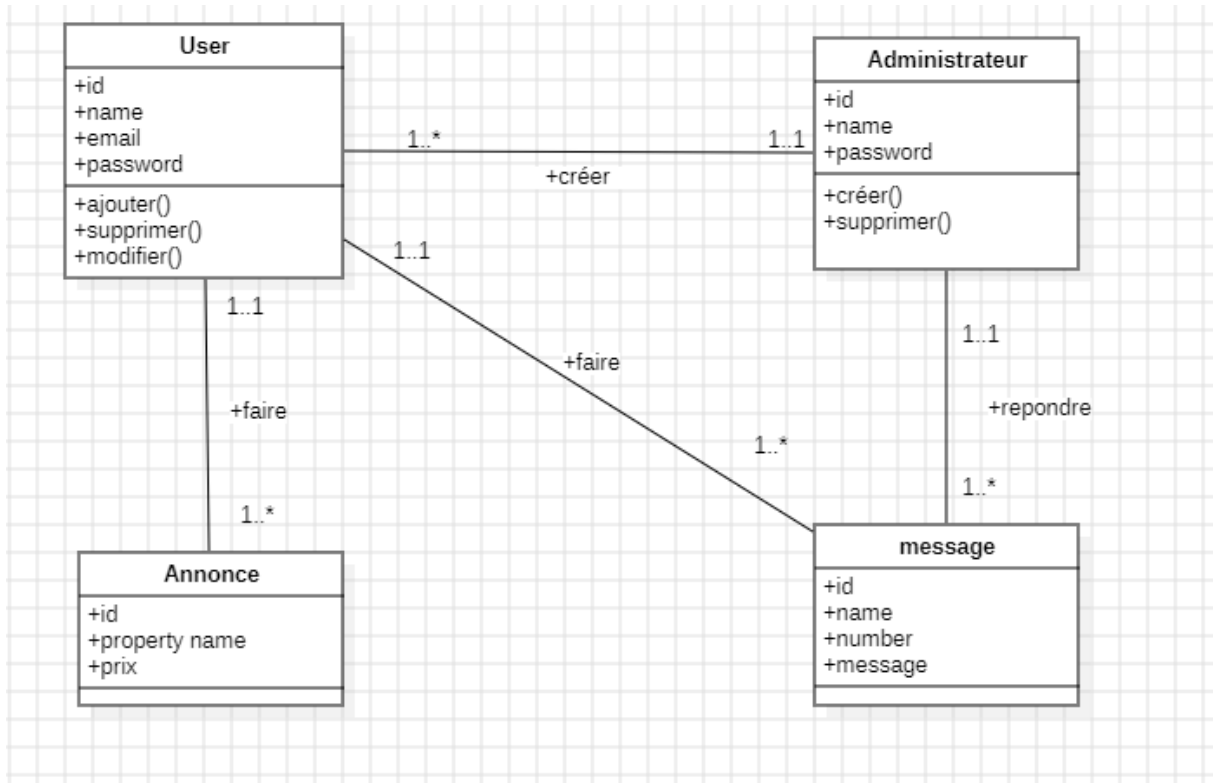 User
+id
+name
+email
+password
+ajouter()
+supprimer()
+modifier()
Administrateur
+id
+name
+password
+créer()
+supprimer()
1..*
1..1
+créer
1..1
+faire
1..*
1..1
+faire
1..*
1..1
+repondre
1..*
Annonce
+id
+property name
+prix
message
+id
+name
+number
+message